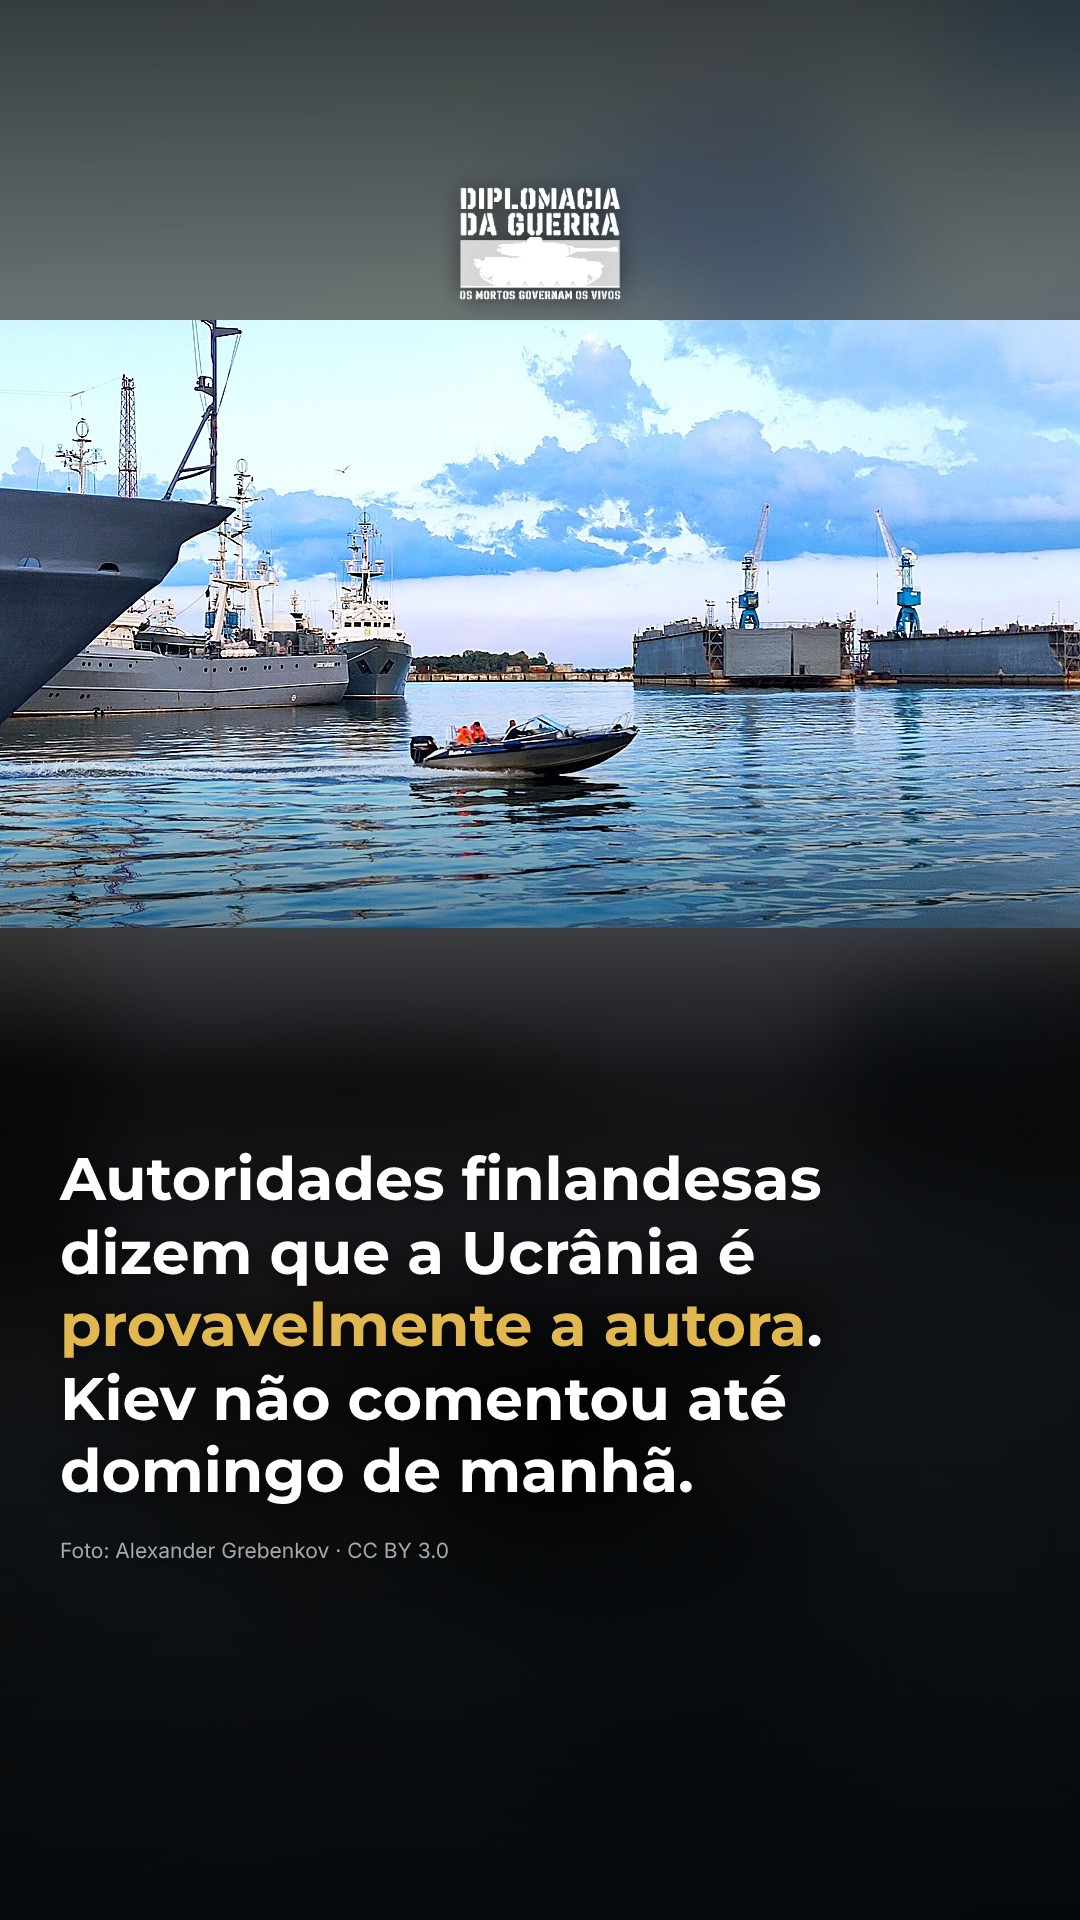 DIPLOMACIA
DA GUERRA
OS MORTOS GOVERNAM OS VIVOS
Autoridades finlandesas
dizem que a Ucrânia é
provavelmente a autora.
Kiev não comentou até
domingo de manhã.
Foto: Alexander Grebenkov · CC BY 3.0